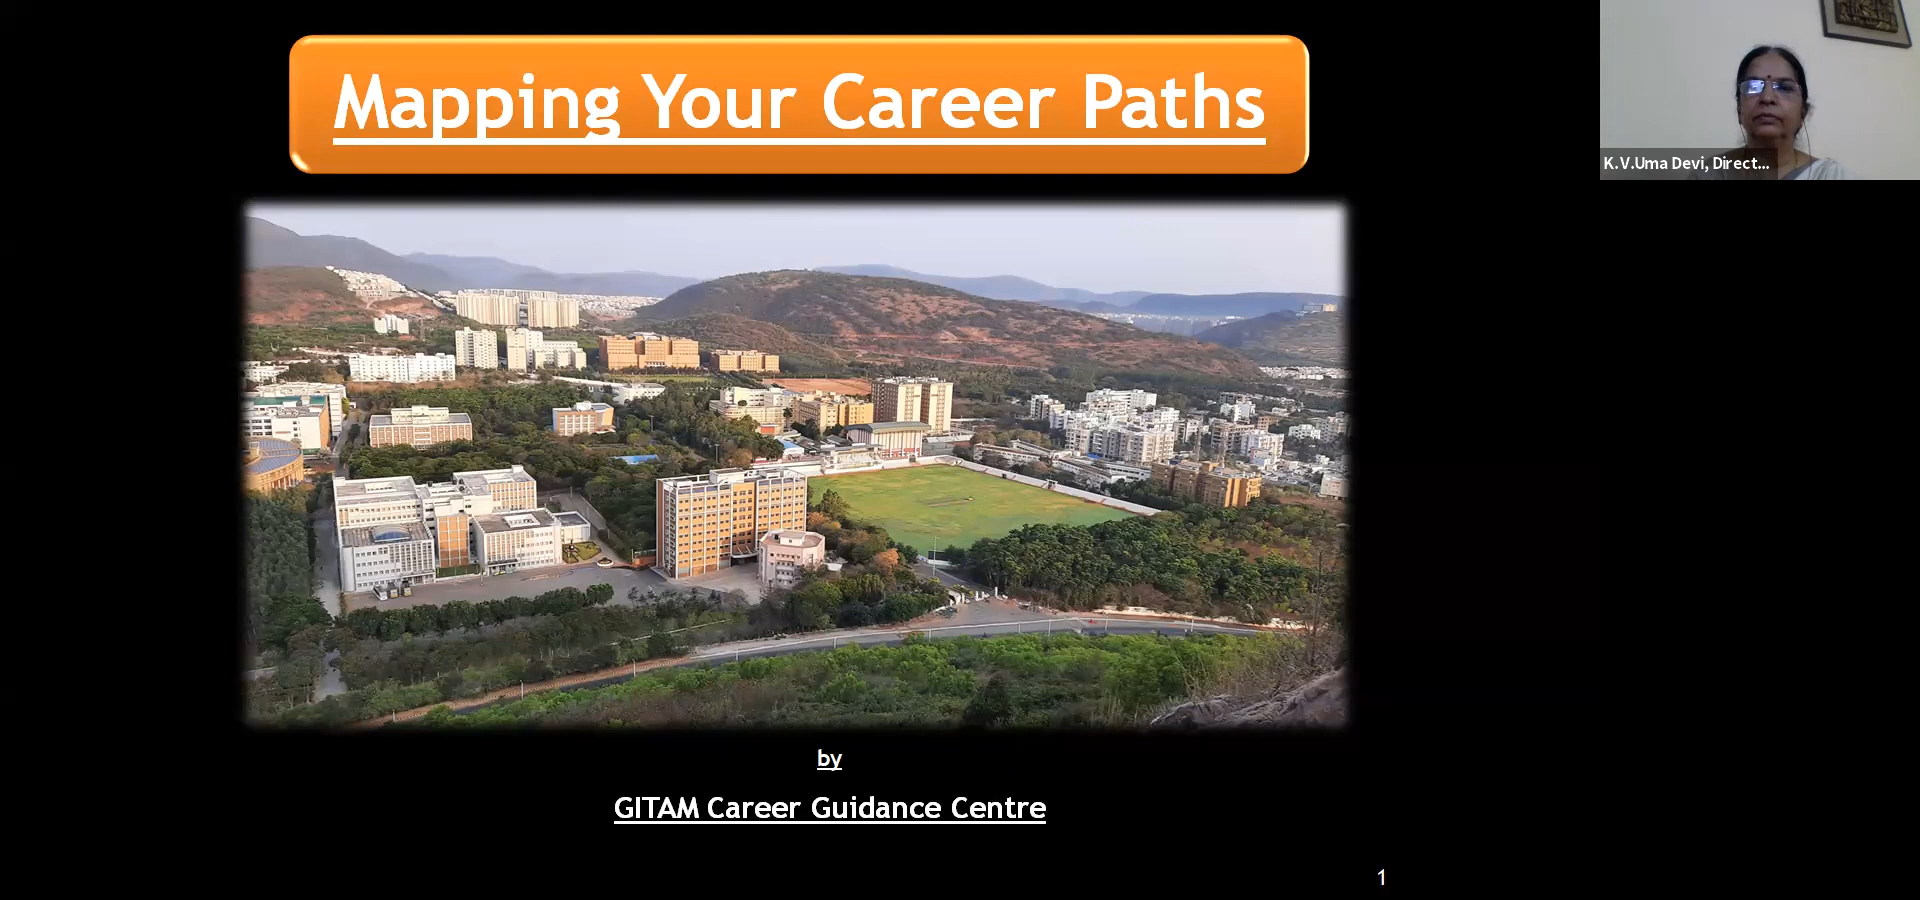 Mapping Your Career Paths
K.V.Uma Devi, Direct...
by
GITAM Career Guidance Centre
1